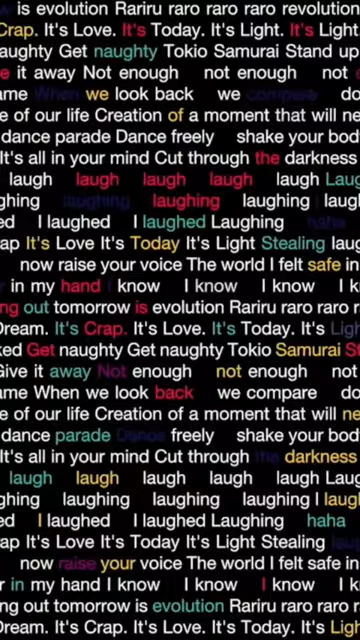 is evolution Rariru raro raro raro revolution
Crap. It's Love. It's Today. It's Light. It's
naughty Get naughty Tokio Samurai Stand up
it away Not enough not enough not
When we look back we compare do
e of our life Creation of a moment that will ne
dance parade Dance freely shake your bod
It's all in your mind Cut through the darkness
laugh laugh laugh laugh laugh Laug
ghing laughing laughing laughing laugh
ed I laughed I laughed Laughing haha
ap It's Love It's Today It's Light Stealing lau
now raise your voice The world I felt safe in
r in my hand I know I know I know I k
ng out tomorrow is evolution Rariru raro raro r
Dream. It's Crap. It's Love. It's Today. It's Ligh
ked Get naughty Get naughty Tokio Samurai St
Give it away Not enough not enough not
ame When we look back we compare do
e of our life Creation of a moment that will ne
dance parade Dance freely shake your bod
It's all in your mind Cut through the darkness
laugh laugh laugh laugh laugh Laug
ghing laughing laughing laughing I laugh
ed I laughed I laughed Laughing haha
ap It's Love It's Today It's Light Stealing
now raise your voice The world I felt safe in
r in my hand I know I know I know I k
ng out tomorrow is evolution Rariru raro raro r
Dream. It's Crap. It's Love. It's Today. It's Ligh